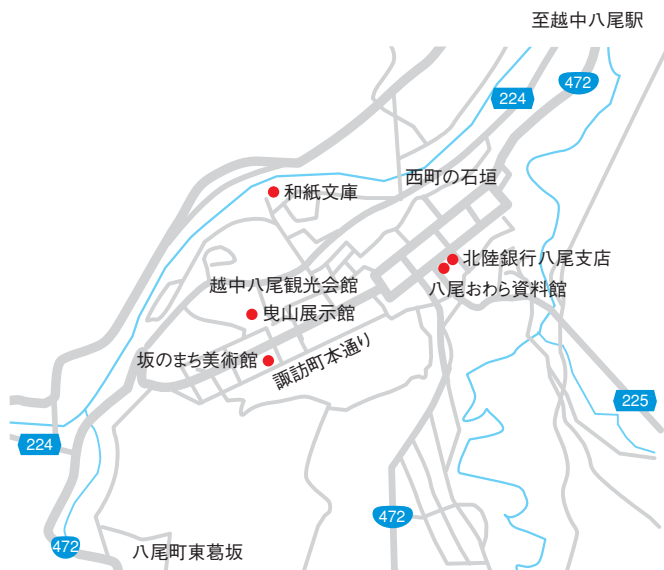 至越中八尾駅
472
224
西町の石垣
和紙文庫
北陸銀行八尾支店
越中八尾観光会館
八尾おわら資料館
曳山展示館
諏訪町本通り
坂のまち美術館
225
224
472
472
八尾町東葛坂